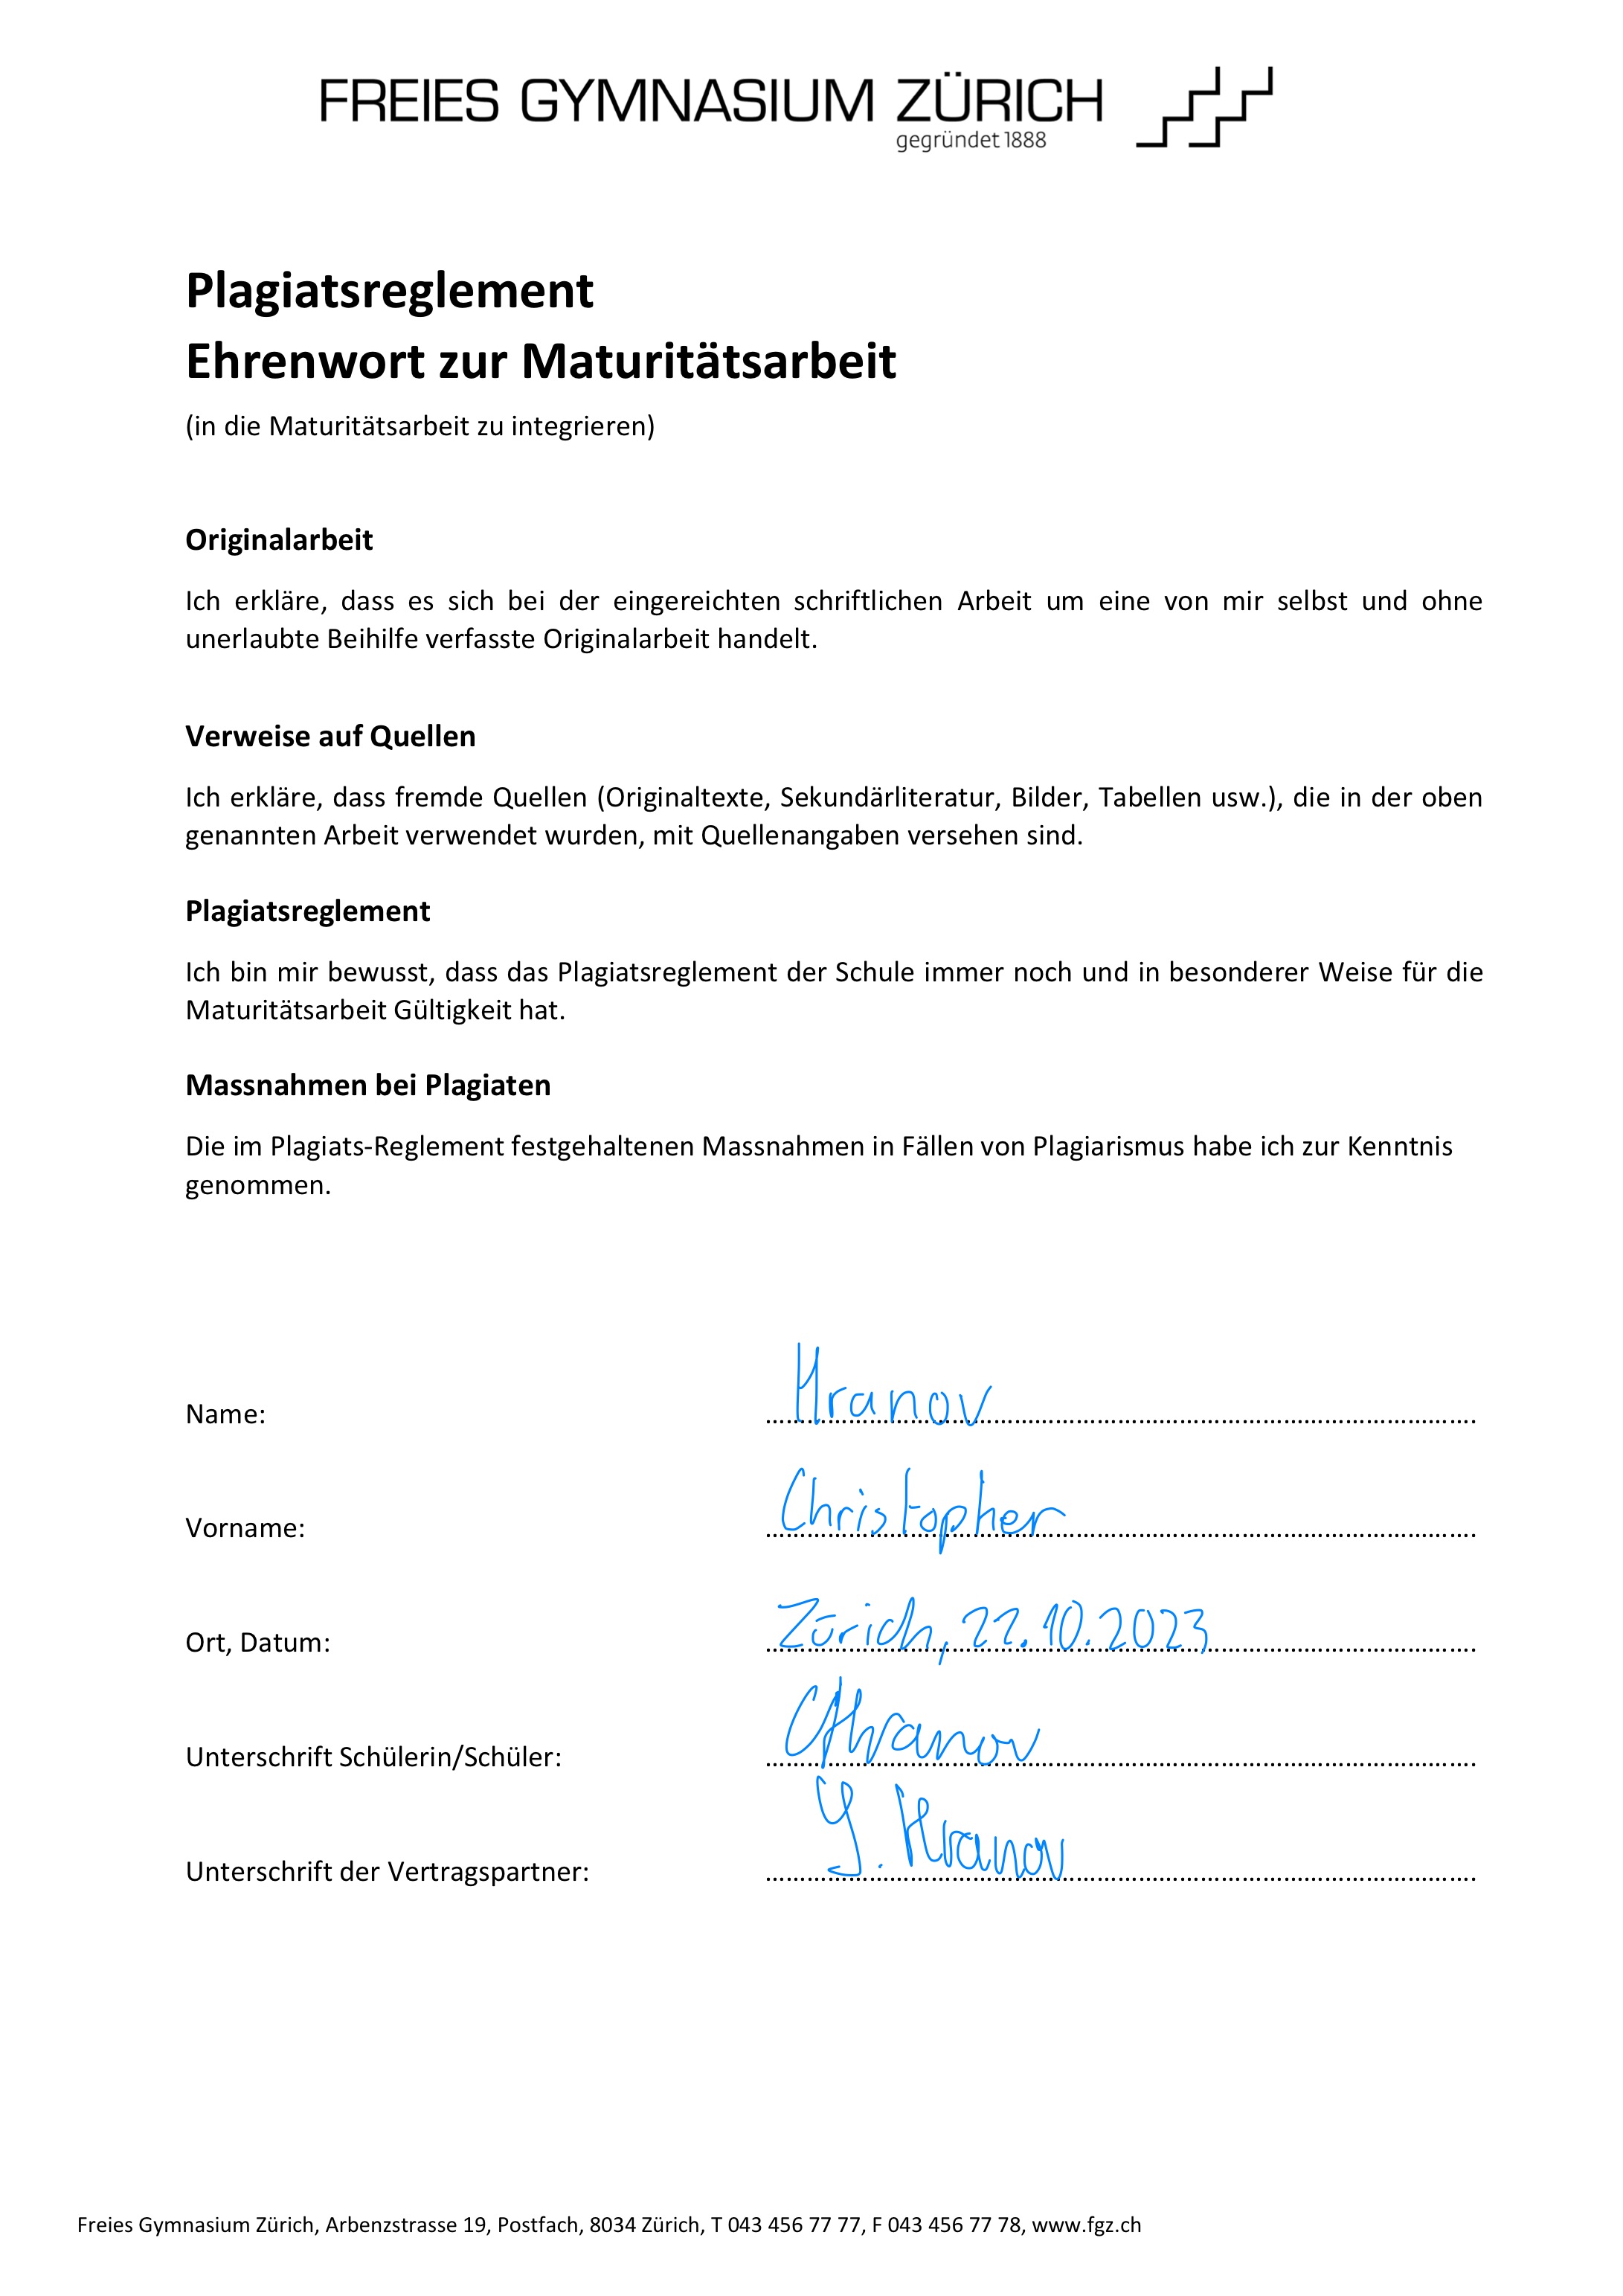 FREIES GYMNASIUM ZÜRICH
gegründet 1888
Plagiatsreglement
Ehrenwort zur Maturitätsarbeit
(in die Maturitätsarbeit zu integrieren)
Originalarbeit
Ich erkläre, dass es sich bei der eingereichten schriftlichen Arbeit um eine von mir selbst und ohne
unerlaubte Beihilfe verfasste Originalarbeit handelt.
Verweise auf Quellen
Ich erkläre, dass fremde Quellen (Originaltexte, Sekundärliteratur, Bilder, Tabellen usw.), die in der oben
genannten Arbeit verwendet wurden, mit Quellenangaben versehen sind.
Plagiatsreglement
Ich bin mir bewusst, dass das Plagiatsreglement der Schule immer noch und in besonderer Weise für die
Maturitätsarbeit Gültigkeit hat.
Massnahmen bei Plagiaten
Die im Plagiats-Reglement festgehaltenen Massnahmen in Fällen von Plagiarismus habe ich zur Kenntnis
genommen.
Name: Hranov
Vorname: Christopher
Ort, Datum: Zürich, 22.10.2023
Unterschrift Schülerin/Schüler: CHranov
Unterschrift der Vertragspartner: Y. Hranov
Freies Gymnasium Zürich, Arbenzstrasse 19, Postfach, 8034 Zürich, T 043 456 77 77, F 043 456 77 78, www.fgz.ch